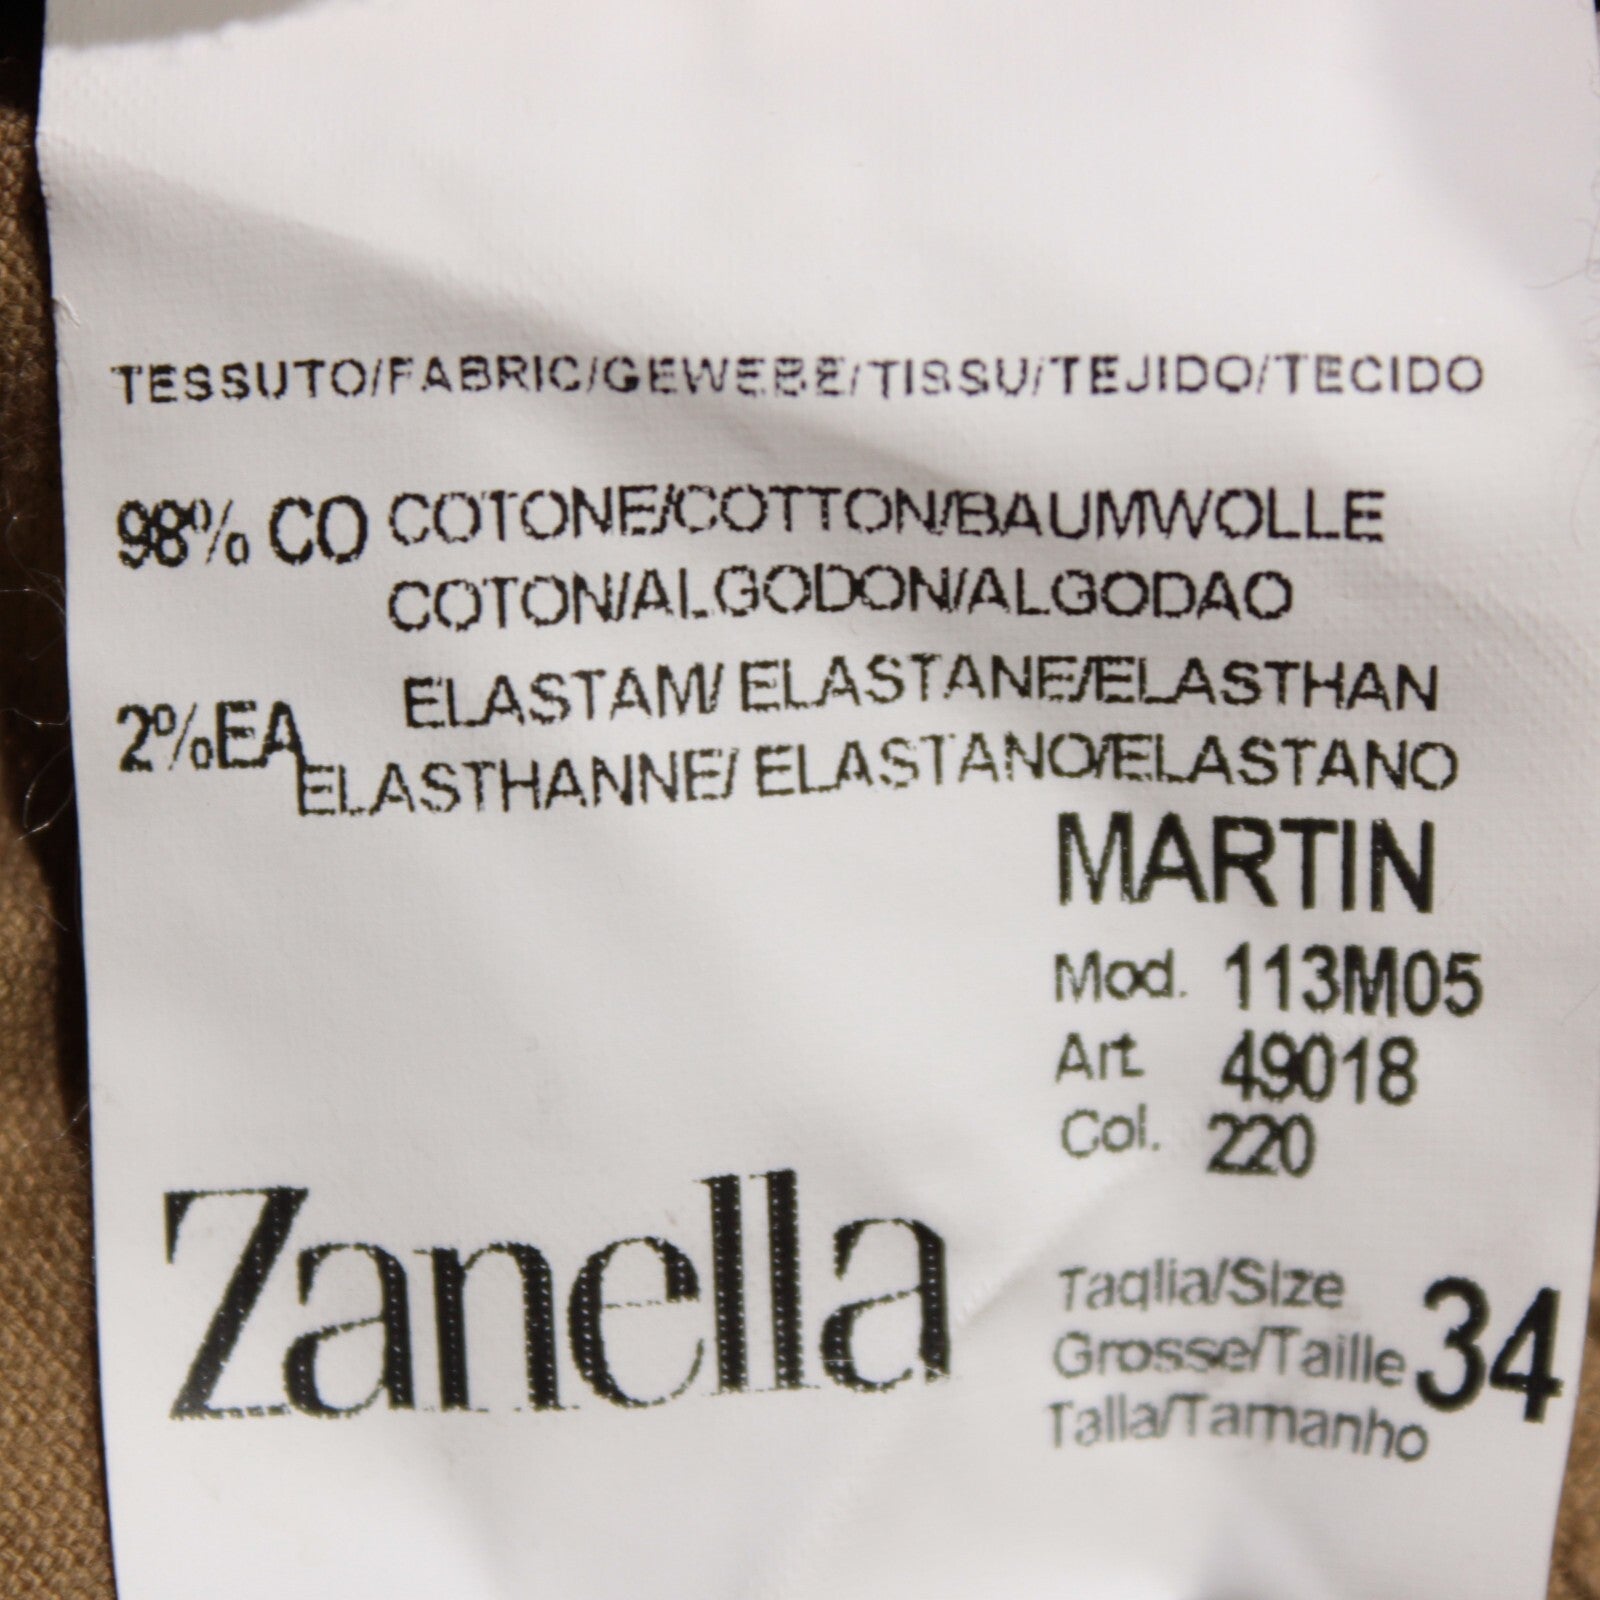 TESSUTO/FABRIC/GEWEBE/TISSU/TEJIDO/TECIDO
98% CO COTONE/COTTON/BAUMWOLLE
COTON/ALGODON/ALGODAO
2%EA ELASTAM/ ELASTANE/ELASTHAN
ELASTHANNE/ ELASTANO/ELASTANO
MARTIN
Mod. 113M05
Art. 49018
Col. 220
Zanella
Taglia/SIze
Grosse/Taille 34
Talla/Tamanho